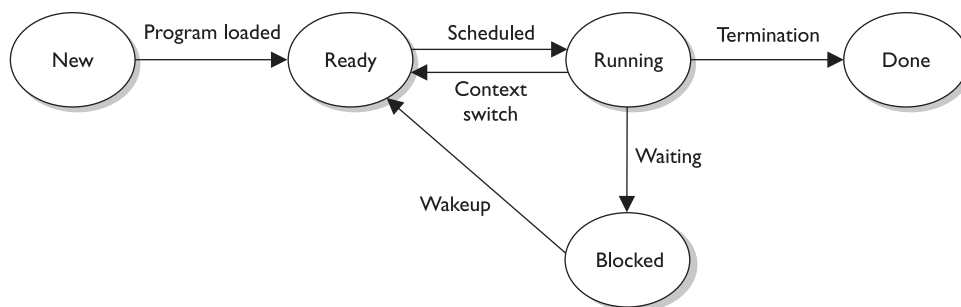 Program loaded
Scheduled
Termination
New
Ready
Running
Done
Context
switch
Waiting
Wakeup
Blocked